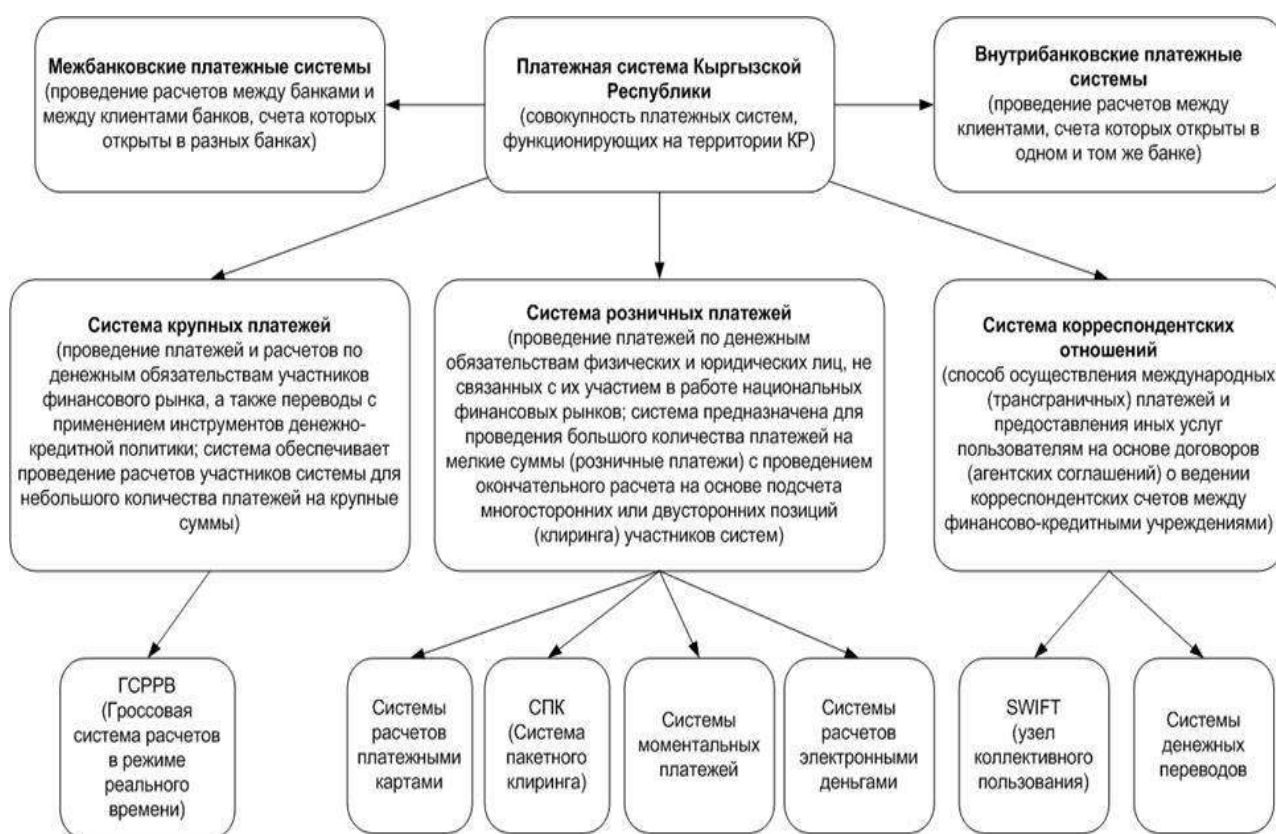 Межбанковские платежные системы
(проведение расчетов между банками и
между клиентами банков, счета которых
открыты в разных банках)
Платежная система Кыргызской
Республики
(совокупность платежных систем,
функционирующих на территории КР)
Внутрибанковские платежные
системы
(проведение расчетов между
клиентами, счета которых открыты в
одном и том же банке)
Система крупных платежей
(проведение платежей и расчетов по
денежным обязательствам участников
финансового рынка, а также переводы с
применением инструментов денежно-
кредитной политики; система обеспечивает
проведение расчетов участников системы для
небольшого количества платежей на крупные
суммы)
Система розничных платежей
(проведение платежей по денежным
обязательствам физических и юридических лиц, не
связанных с их участием в работе национальных
финансовых рынков; система предназначена для
проведения большого количества платежей на
мелкие суммы (розничные платежи) с проведением
окончательного расчета на основе подсчета
многосторонних или двусторонних позиций
(клиринга) участников систем)
Система корреспондентских
отношений
(способ осуществления международных
(трансграничных) платежей и
предоставления иных услуг
пользователям на основе договоров
(агентских соглашений) о ведении
корреспондентских счетов между
финансово-кредитными учреждениями)
ГСРРВ
(Гроссовая
система расчетов
в режиме
реального
времени)
Системы
расчетов
платежными
картами
СПК
(Система
пакетного
клиринга)
Системы
моментальных
платежей
Системы
расчетов
электронными
деньгами
SWIFT
(узел
коллективного
пользования)
Системы
денежных
переводов